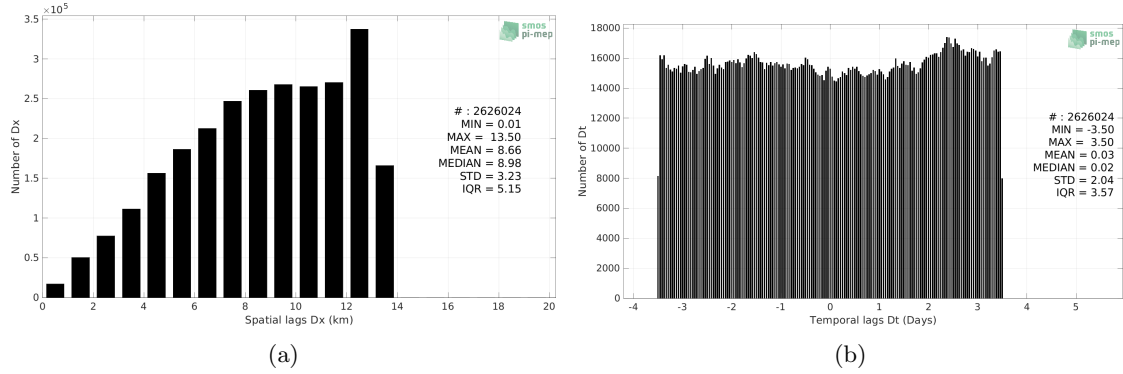 ×10⁵
3.5
3
2.5
2
1.5
1
0.5
0
0 2 4 6 8 10 12 14 16 18 20
Number of Dx
Spatial lags Dx (km)
smos
pi-mep
# : 2626024
MIN = 0.01
MAX = 13.50
MEAN = 8.66
MEDIAN = 8.98
STD = 3.23
IQR = 5.15
(a)
18000
16000
14000
12000
10000
8000
6000
4000
2000
0
-4 -3 -2 -1 0 1 2 3 4 5
Number of Dt
Temporal lags Dt (Days)
smos
pi-mep
# : 2626024
MIN = -3.50
MAX = 3.50
MEAN = 0.03
MEDIAN = 0.02
STD = 2.04
IQR = 3.57
(b)